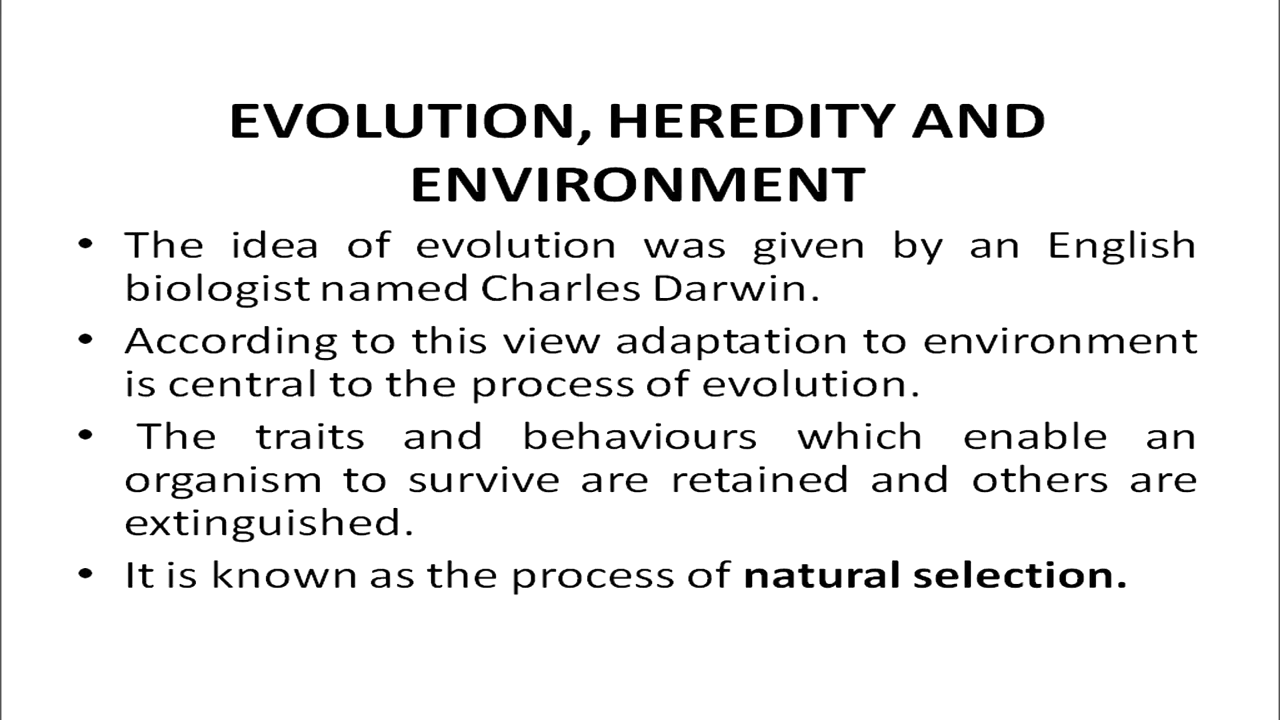 EVOLUTION, HEREDITY AND
ENVIRONMENT
• The idea of evolution was given by an English
biologist named Charles Darwin.
• According to this view adaptation to environment
is central to the process of evolution.
• The traits and behaviours which enable an
organism to survive are retained and others are
extinguished.
• It is known as the process of natural selection.